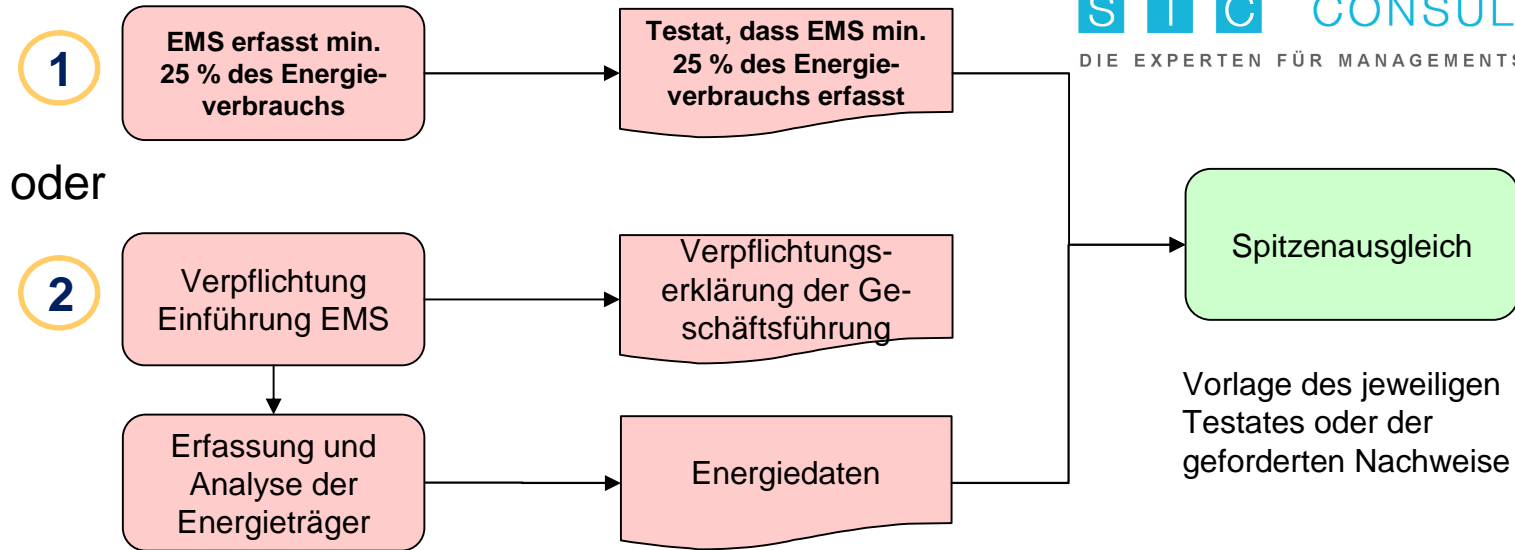 S I C CONSUL
DIE EXPERTEN FÜR MANAGEMENTS
1
EMS erfasst min.
25 % des Energie-
verbrauchs
Testat, dass EMS min.
25 % des Energie-
verbrauchs erfasst
oder
2
Verpflichtung
Einführung EMS
Verpflichtungs-
erklärung der Ge-
schäftsführung
Erfassung und
Analyse der
Energieträger
Energiedaten
Spitzenausgleich
Vorlage des jeweiligen
Testates oder der
geforderten Nachweise